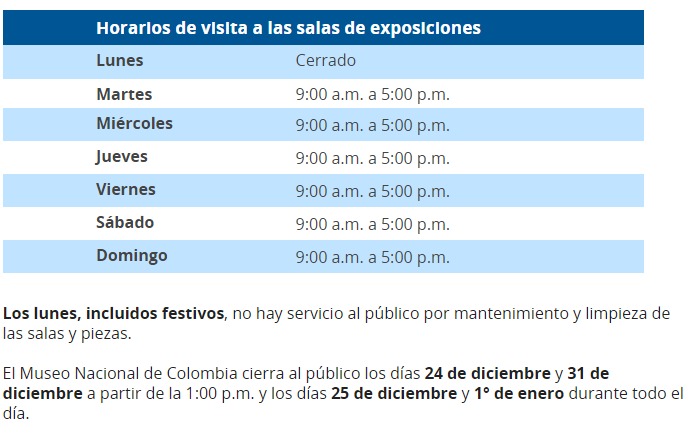 Horarios de visita a las salas de exposiciones
Lunes Cerrado
Martes 9:00 a.m. a 5:00 p.m.
Miércoles 9:00 a.m. a 5:00 p.m.
Jueves 9:00 a.m. a 5:00 p.m.
Viernes 9:00 a.m. a 5:00 p.m.
Sábado 9:00 a.m. a 5:00 p.m.
Domingo 9:00 a.m. a 5:00 p.m.
Los lunes, incluidos festivos, no hay servicio al público por mantenimiento y limpieza de
las salas y piezas.
El Museo Nacional de Colombia cierra al público los días 24 de diciembre y 31 de
diciembre a partir de la 1:00 p.m. y los días 25 de diciembre y 1° de enero durante todo el
día.